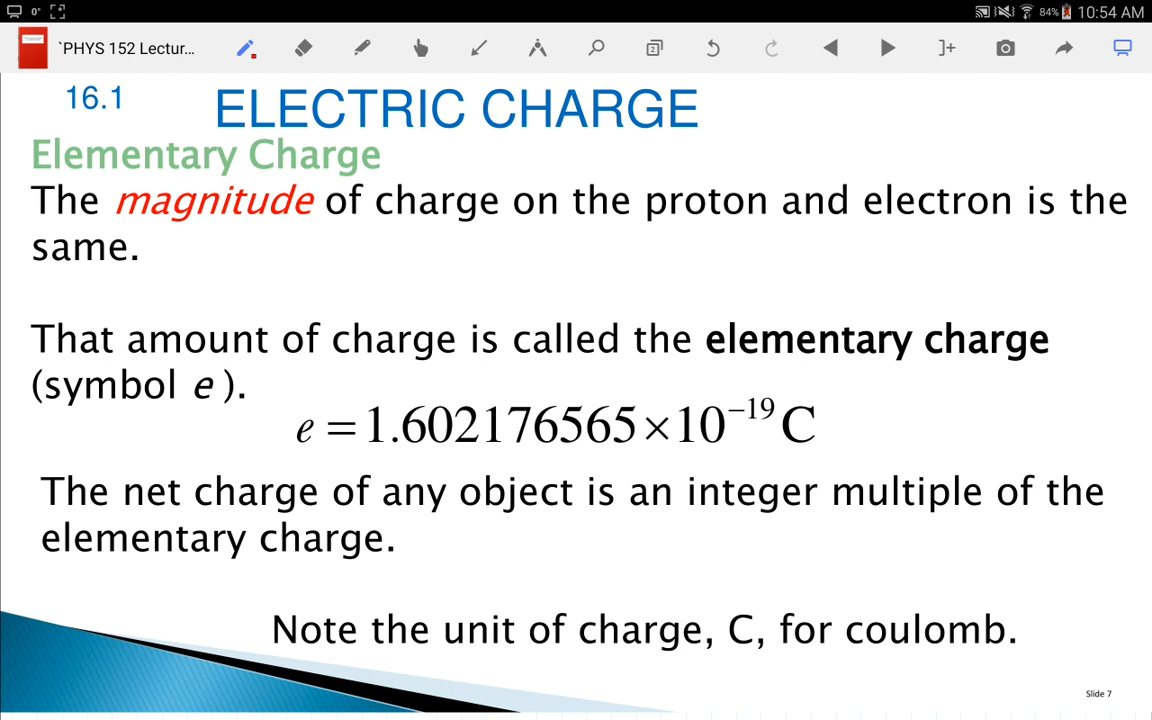 0° 84% 10:54 AM
`PHYS 152 Lectur... 2
16.1 ELECTRIC CHARGE
Elementary Charge
The magnitude of charge on the proton and electron is the
same.
That amount of charge is called the elementary charge
(symbol e ).
e = 1.602176565×10⁻¹⁹ C
The net charge of any object is an integer multiple of the
elementary charge.
Note the unit of charge, C, for coulomb.
Slide 7